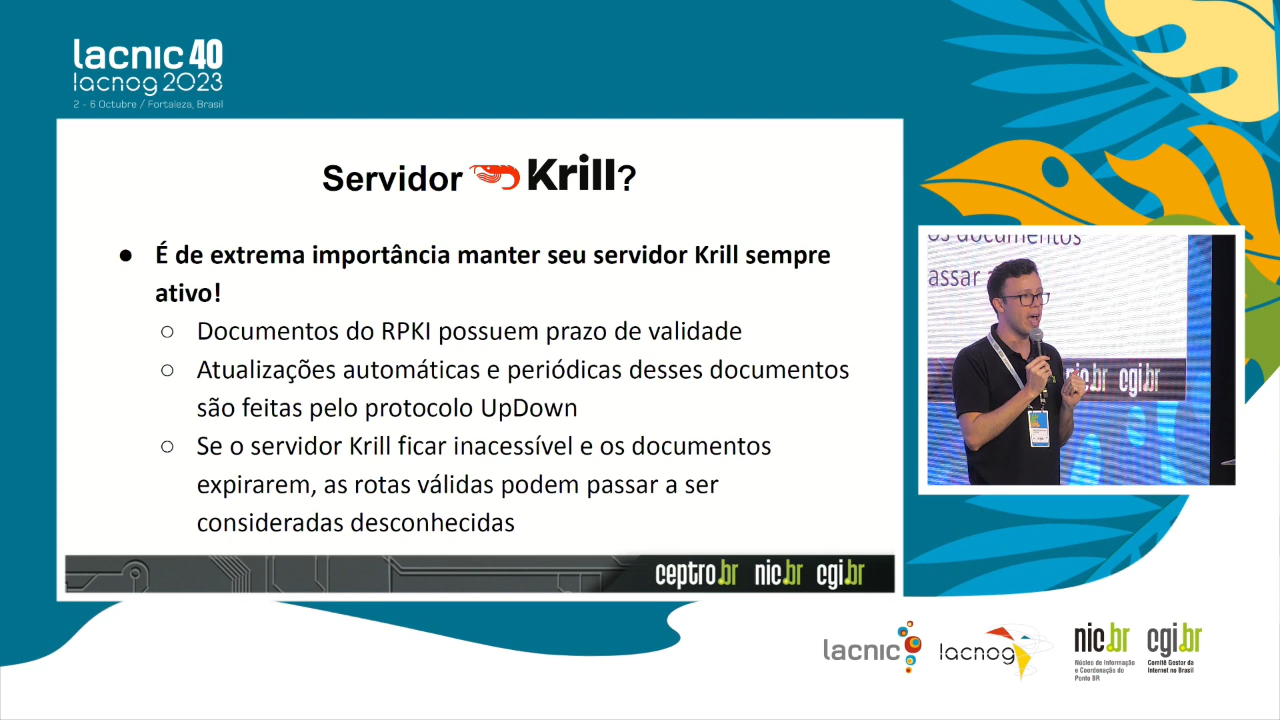 lacnic 40
lacnog 2023
2 - 6 Octubre / Fortaleza, Brasil
Servidor Krill?
● É de extrema importância manter seu servidor Krill sempre
ativo!
○ Documentos do RPKI possuem prazo de validade
○ Atualizações automáticas e periódicas desses documentos
são feitas pelo protocolo UpDown
○ Se o servidor Krill ficar inacessível e os documentos
expirarem, as rotas válidas podem passar a ser
consideradas desconhecidas
ceptro.br nic.br cgi.br
os documentos
assar a
nic.br cgi.br
lacnic
lacnog
nic.br
Núcleo de Informação
e Coordenação do
Ponto BR
cgi.br
Comitê Gestor da
Internet no Brasil